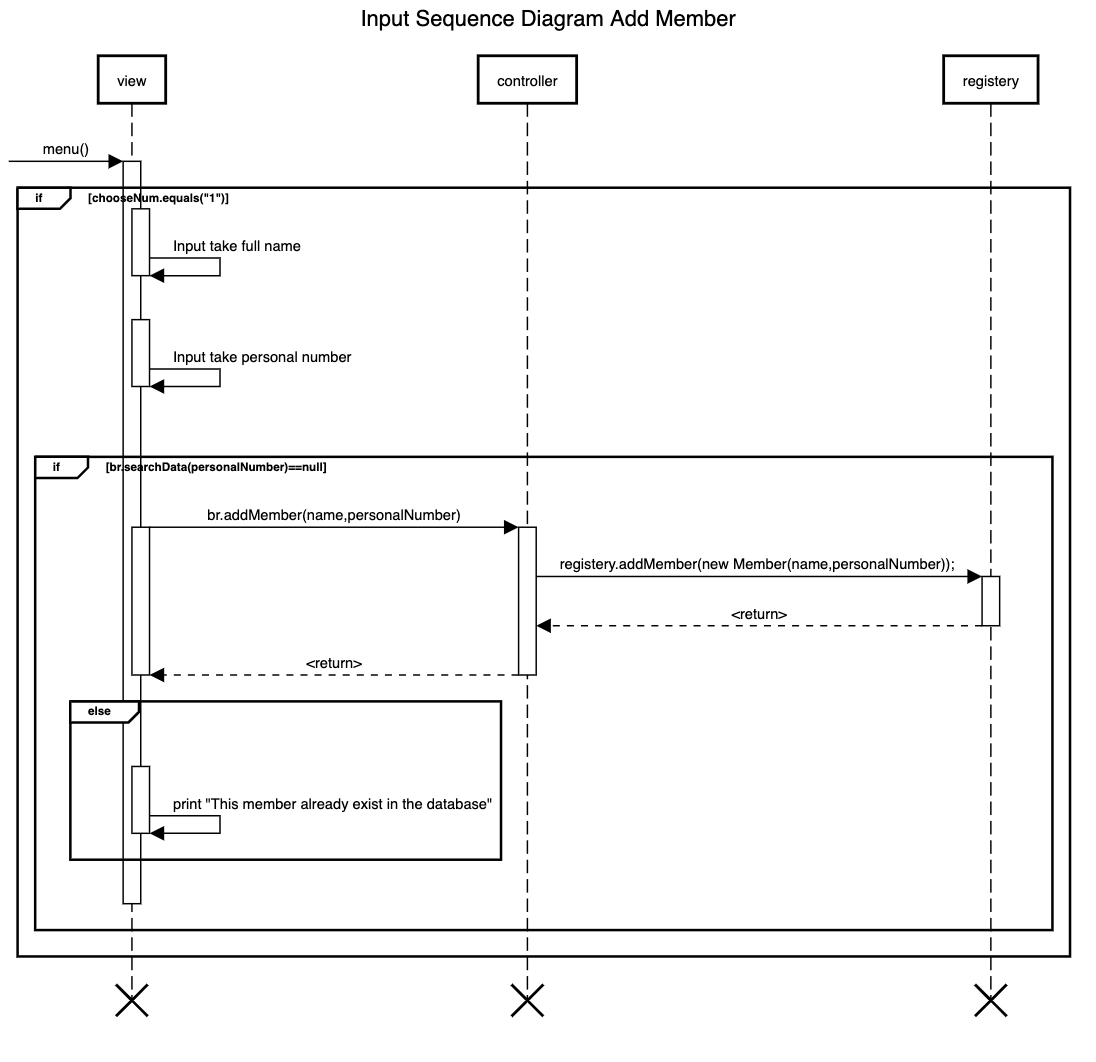 Input Sequence Diagram Add Member
view
controller
registery
menu()
if
[chooseNum.equals("1")]
Input take full name
Input take personal number
if
[br.searchData(personalNumber)==null]
br.addMember(name,personalNumber)
registery.addMember(new Member(name,personalNumber));
<return>
<return>
else
print "This member already exist in the database"